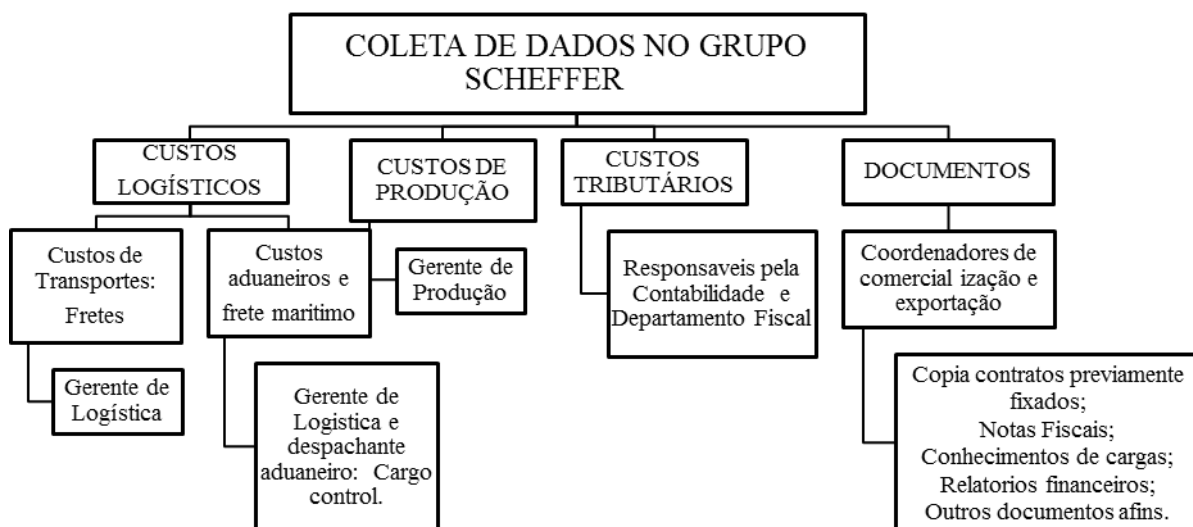 COLETA DE DADOS NO GRUPO
SCHEFFER
CUSTOS
LOGÍSTICOS
CUSTOS DE
PRODUÇÃO
CUSTOS
TRIBUTÁRIOS
DOCUMENTOS
Custos de
Transportes:
Fretes
Custos
aduaneiros e
frete maritimo
Gerente de
Produção
Responsaveis pela
Contabilidade e
Departamento Fiscal
Coordenadores de
comercial ização e
exportação
Gerente de
Logística
Gerente de
Logistica e
despachante
aduaneiro: Cargo
control.
Copia contratos previamente
fixados;
Notas Fiscais;
Conhecimentos de cargas;
Relatorios financeiros;
Outros documentos afins.